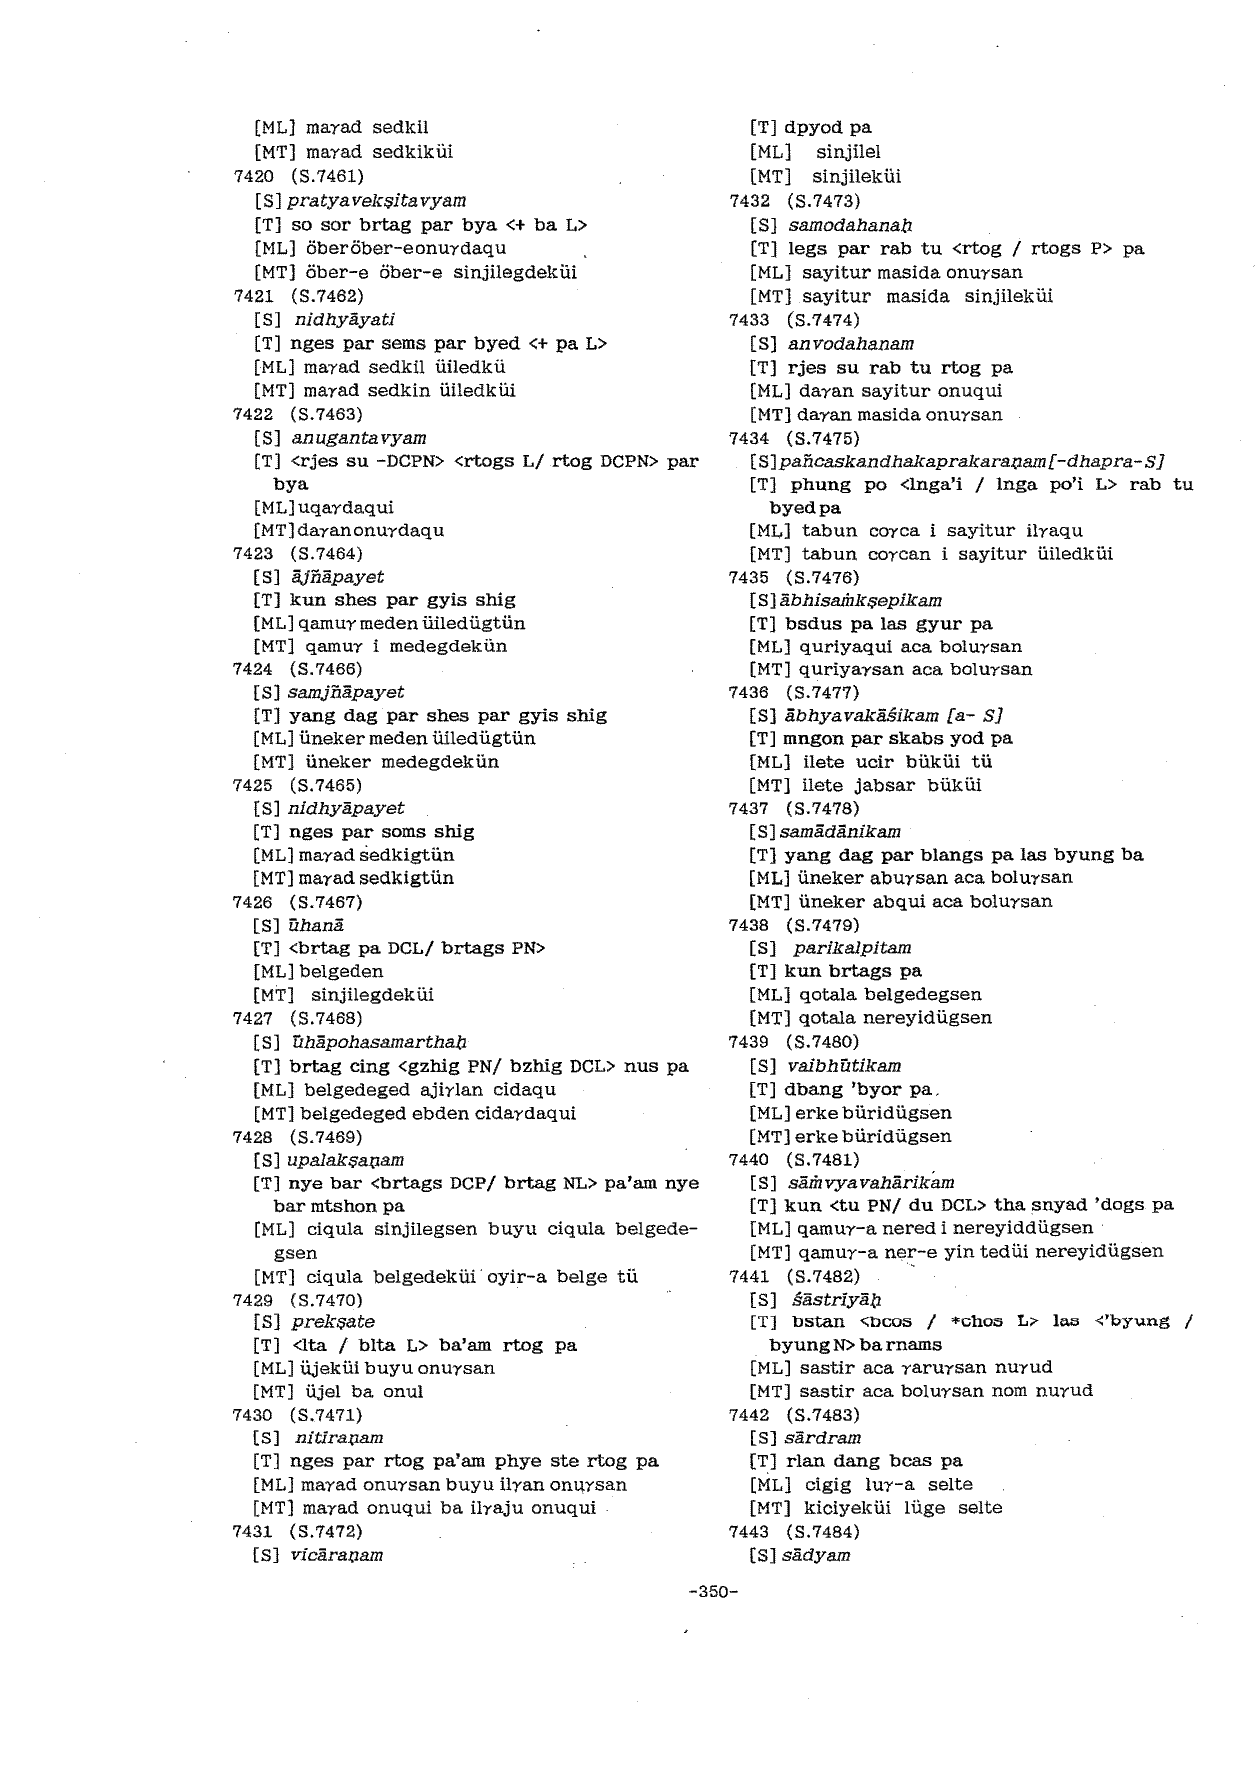 [ML] maγad sedkil
[MT] maγad sedkiküi
7420 (S.7461)
[S] pratyavekṣitavyam
[T] so sor brtag par bya <+ ba L>
[ML] öberöber-eonuγdaqu
[MT] öber-e öber-e sinjilegdeküi
7421 (S.7462)
[S] nidhyāyati
[T] nges par sems par byed <+ pa L>
[ML] maγad sedkil üiledkü
[MT] maγad sedkin üiledküi
7422 (S.7463)
[S] anugantavyam
[T] <rjes su -DCPN> <rtogs L/ rtog DCPN> par
bya
[ML] uqaγdaqui
[MT] daγanonuγdaqu
7423 (S.7464)
[S] ājñāpayet
[T] kun shes par gyis shig
[ML] qamuγ meden üiledügtün
[MT] qamuγ i medegdekün
7424 (S.7466)
[S] samjñāpayet
[T] yang dag par shes par gyis shig
[ML] üneker meden üiledügtün
[MT] üneker medegdekün
7425 (S.7465)
[S] nidhyāpayet
[T] nges par soms shig
[ML] maγad sedkigtün
[MT] maγad sedkigtün
7426 (S.7467)
[S] ūhanā
[T] <brtag pa DCL/ brtags PN>
[ML] belgeden
[MT] sinjilegdeküi
7427 (S.7468)
[S] ūhāpohasamarthaḥ
[T] brtag cing <gzhig PN/ bzhig DCL> nus pa
[ML] belgedeged ajiγlan cidaqu
[MT] belgedeged ebden cidaγdaqui
7428 (S.7469)
[S] upalakṣaṇam
[T] nye bar <brtags DCP/ brtag NL> pa'am nye
bar mtshon pa
[ML] ciqula sinjilegsen buyu ciqula belgede-
gsen
[MT] ciqula belgedeküi oyir-a belge tü
7429 (S.7470)
[S] prekṣate
[T] <lta / blta L> ba'am rtog pa
[ML] üjeküi buyu onuγsan
[MT] üjel ba onul
7430 (S.7471)
[S] nitīraṇam
[T] nges par rtog pa'am phye ste rtog pa
[ML] maγad onuγsan buyu ilγan onuγsan
[MT] maγad onuqui ba ilγaju onuqui
7431 (S.7472)
[S] vicāraṇam
[T] dpyod pa
[ML] sinjilel
[MT] sinjileküi
7432 (S.7473)
[S] samodahanaḥ
[T] legs par rab tu <rtog / rtogs P> pa
[ML] sayitur masida onuγsan
[MT] sayitur masida sinjileküi
7433 (S.7474)
[S] anvodahanam
[T] rjes su rab tu rtog pa
[ML] daγan sayitur onuqui
[MT] daγan masida onuγsan
7434 (S.7475)
[S] pañcaskandhakaprakaraṇam [-dhapra- S]
[T] phung po <lnga'i / lnga po'i L> rab tu
byed pa
[ML] tabun coγca i sayitur ilγaqu
[MT] tabun coγcan i sayitur üiledküi
7435 (S.7476)
[S] ābhisaṁkṣepikam
[T] bsdus pa las gyur pa
[ML] quriyaqui aca boluγsan
[MT] quriyaγsan aca boluγsan
7436 (S.7477)
[S] ābhyavakāśikam [a- S]
[T] mngon par skabs yod pa
[ML] ilete ucir büküi tü
[MT] ilete jabsar büküi
7437 (S.7478)
[S] samādānikam
[T] yang dag par blangs pa las byung ba
[ML] üneker abuγsan aca boluγsan
[MT] üneker abqui aca boluγsan
7438 (S.7479)
[S] parikalpitam
[T] kun brtags pa
[ML] qotala belgedegsen
[MT] qotala nereyidügsen
7439 (S.7480)
[S] vaibhūtikam
[T] dbang 'byor pa
[ML] erke büridügsen
[MT] erke büridügsen
7440 (S.7481)
[S] sāṁvyavahārikam
[T] kun <tu PN/ du DCL> tha snyad 'dogs pa
[ML] qamuγ-a nered i nereyiddügsen
[MT] qamuγ-a ner-e yin tedüi nereyidügsen
7441 (S.7482)
[S] śāstriyāḥ
[T] bstan <bcos / *chos L> las <'byung /
byung N> ba rnams
[ML] sastir aca γaruγsan nuγud
[MT] sastir aca boluγsan nom nuγud
7442 (S.7483)
[S] sārdram
[T] rlan dang bcas pa
[ML] cigig luγ-a selte
[MT] kiciyeküi lüge selte
7443 (S.7484)
[S] sādyam
-350-